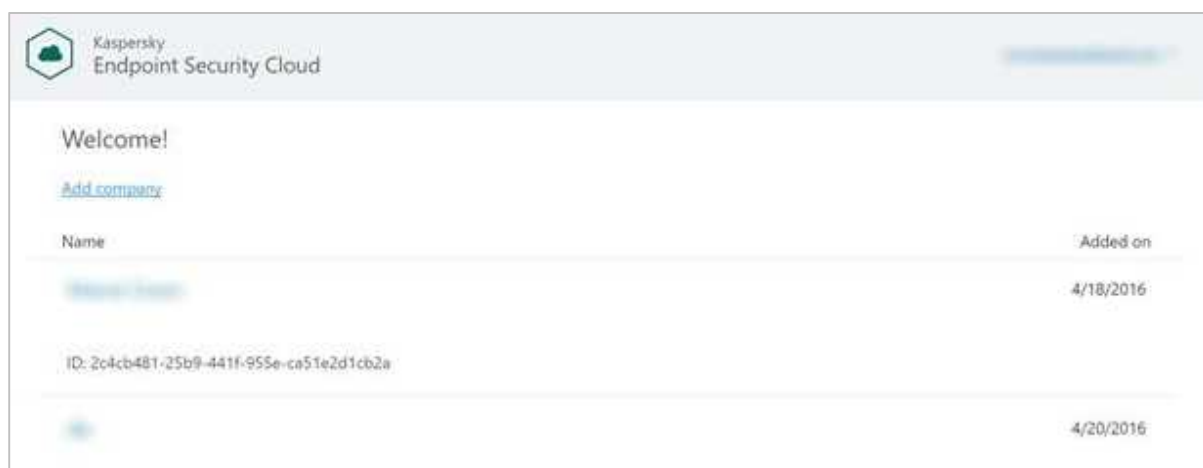 Kaspersky
Endpoint Security Cloud
Welcome!
Add company
Name Added on
4/18/2016
ID: 2c4cb481-25b9-441f-955e-ca51e2d1cb2a
4/20/2016